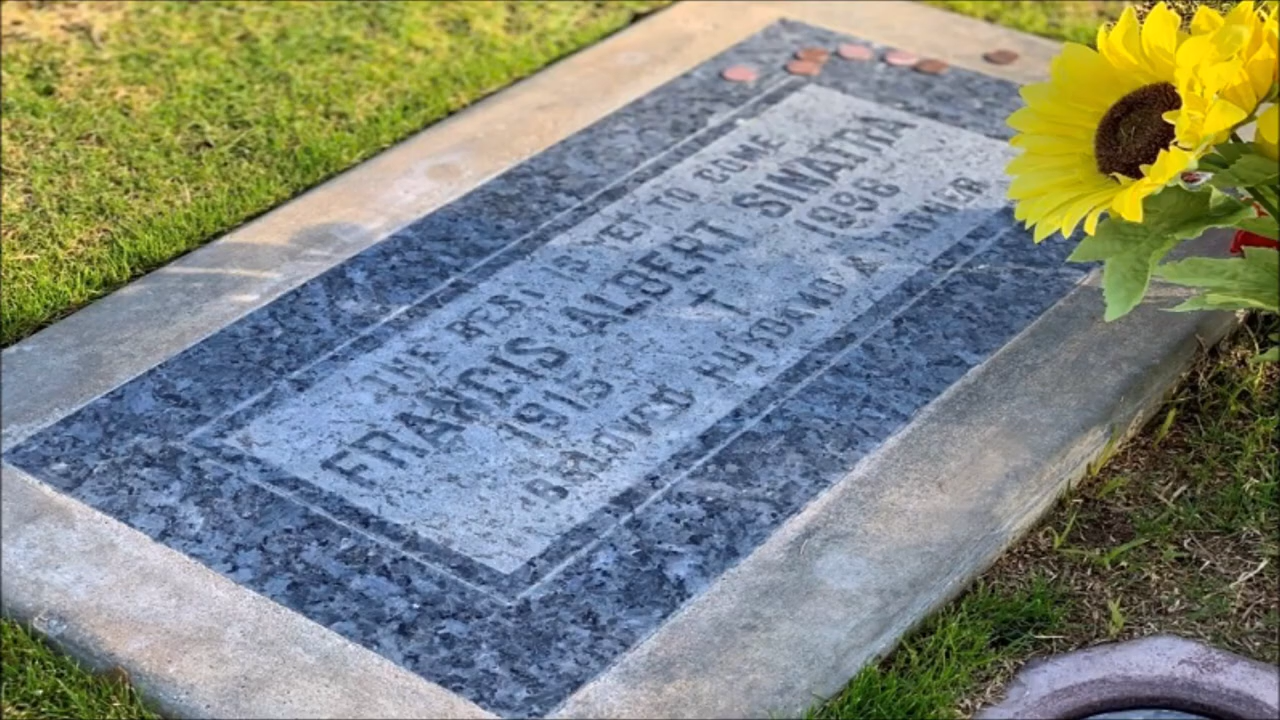 THE BEST IS YET TO COME
FRANCIS ALBERT SINATRA
1915 † 1998
BELOVED HUSBAND & FATHER